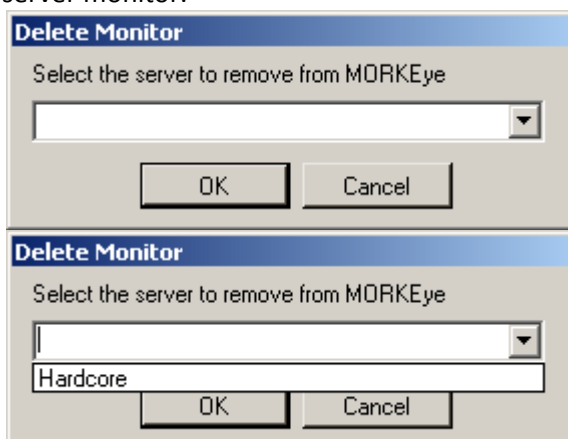 server monitor.
Delete Monitor
Select the server to remove from MORKEye
OK Cancel
Delete Monitor
Select the server to remove from MORKEye
Hardcore
OK Cancel